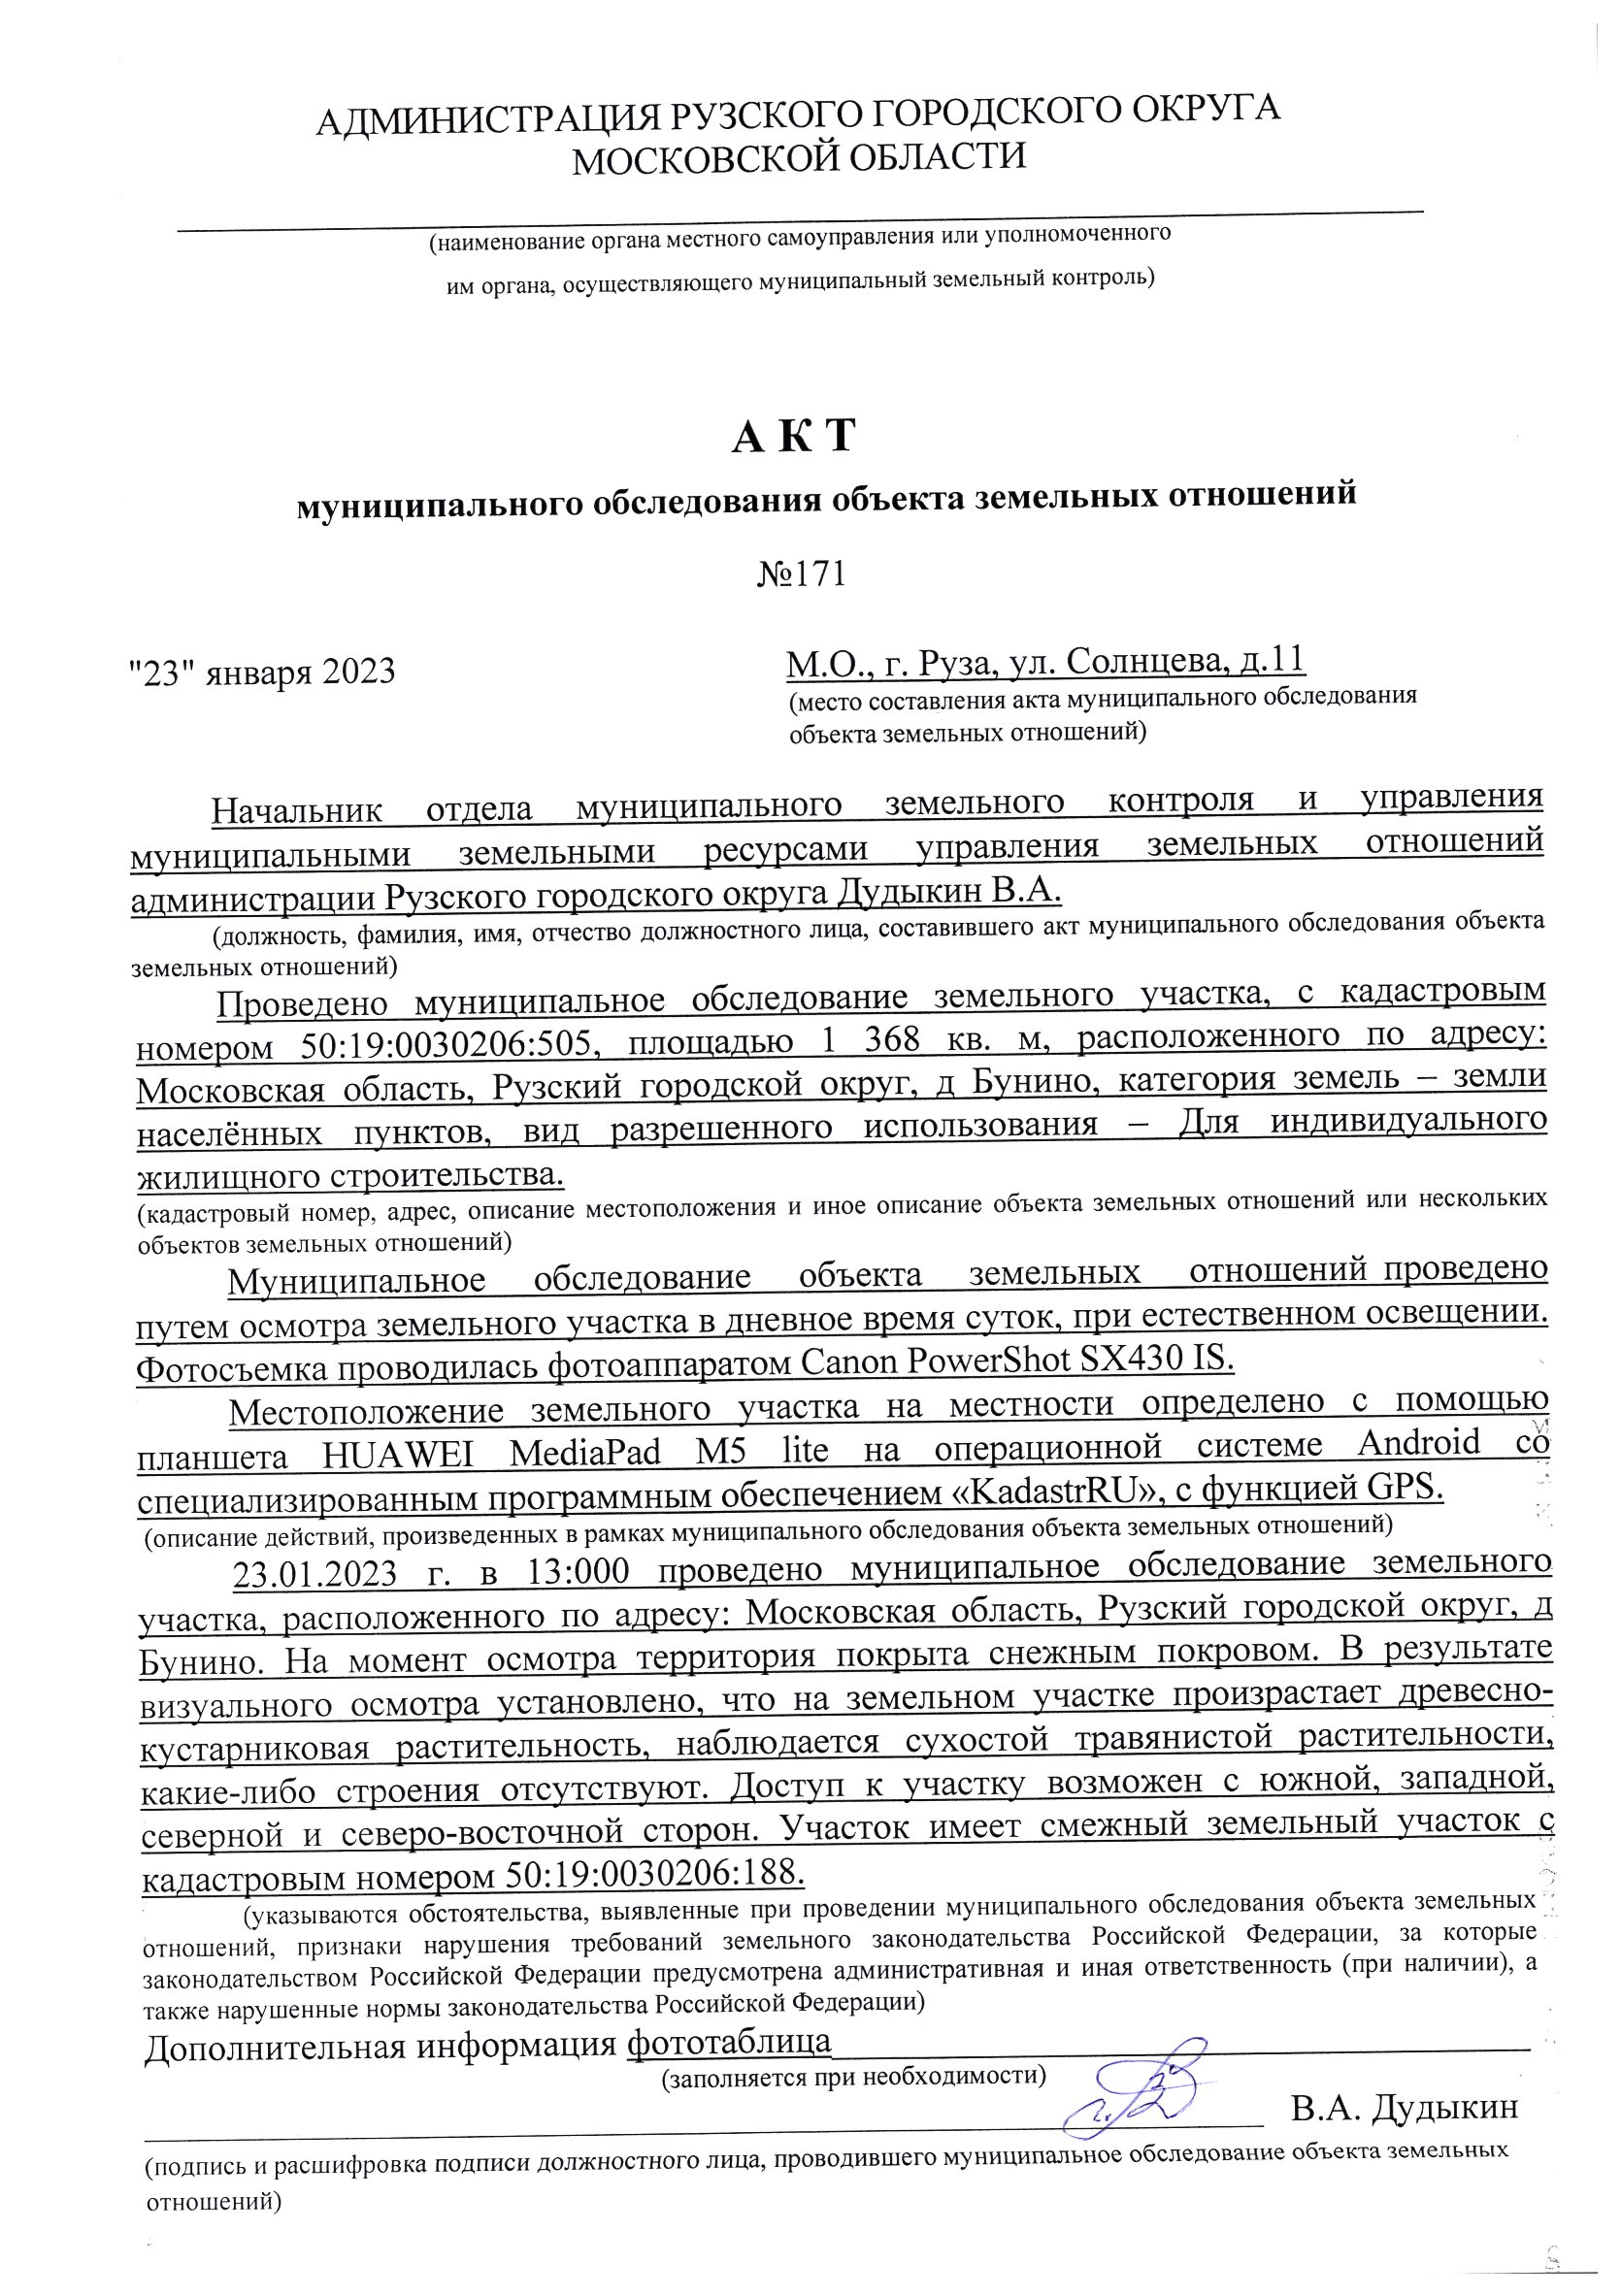 АДМИНИСТРАЦИЯ РУЗСКОГО ГОРОДСКОГО ОКРУГА
МОСКОВСКОЙ ОБЛАСТИ
(наименование органа местного самоуправления или уполномоченного
им органа, осуществляющего муниципальный земельный контроль)
А К Т
муниципального обследования объекта земельных отношений
№171
"23" января 2023
М.О., г. Руза, ул. Солнцева, д.11
(место составления акта муниципального обследования
объекта земельных отношений)
Начальник отдела муниципального земельного контроля и управления
муниципальными земельными ресурсами управления земельных отношений
администрации Рузского городского округа Дудыкин В.А.
(должность, фамилия, имя, отчество должностного лица, составившего акт муниципального обследования объекта
земельных отношений)
Проведено муниципальное обследование земельного участка, с кадастровым
номером 50:19:0030206:505, площадью 1 368 кв. м, расположенного по адресу:
Московская область, Рузский городской округ, д Бунино, категория земель – земли
населённых пунктов, вид разрешенного использования – Для индивидуального
жилищного строительства.
(кадастровый номер, адрес, описание местоположения и иное описание объекта земельных отношений или нескольких
объектов земельных отношений)
Муниципальное обследование объекта земельных отношений проведено
путем осмотра земельного участка в дневное время суток, при естественном освещении.
Фотосъемка проводилась фотоаппаратом Canon PowerShot SX430 IS.
Местоположение земельного участка на местности определено с помощью
планшета HUAWEI MediaPad M5 lite на операционной системе Android со
специализированным программным обеспечением «KadastrRU», с функцией GPS.
(описание действий, произведенных в рамках муниципального обследования объекта земельных отношений)
23.01.2023 г. в 13:000 проведено муниципальное обследование земельного
участка, расположенного по адресу: Московская область, Рузский городской округ, д
Бунино. На момент осмотра территория покрыта снежным покровом. В результате
визуального осмотра установлено, что на земельном участке произрастает древесно-
кустарниковая растительность, наблюдается сухостой травянистой растительности,
какие-либо строения отсутствуют. Доступ к участку возможен с южной, западной,
северной и северо-восточной сторон. Участок имеет смежный земельный участок с
кадастровым номером 50:19:0030206:188.
(указываются обстоятельства, выявленные при проведении муниципального обследования объекта земельных
отношений, признаки нарушения требований земельного законодательства Российской Федерации, за которые
законодательством Российской Федерации предусмотрена административная и иная ответственность (при наличии), а
также нарушенные нормы законодательства Российской Федерации)
Дополнительная информация фототаблица
(заполняется при необходимости)
В.А. Дудыкин
(подпись и расшифровка подписи должностного лица, проводившего муниципальное обследование объекта земельных
отношений)